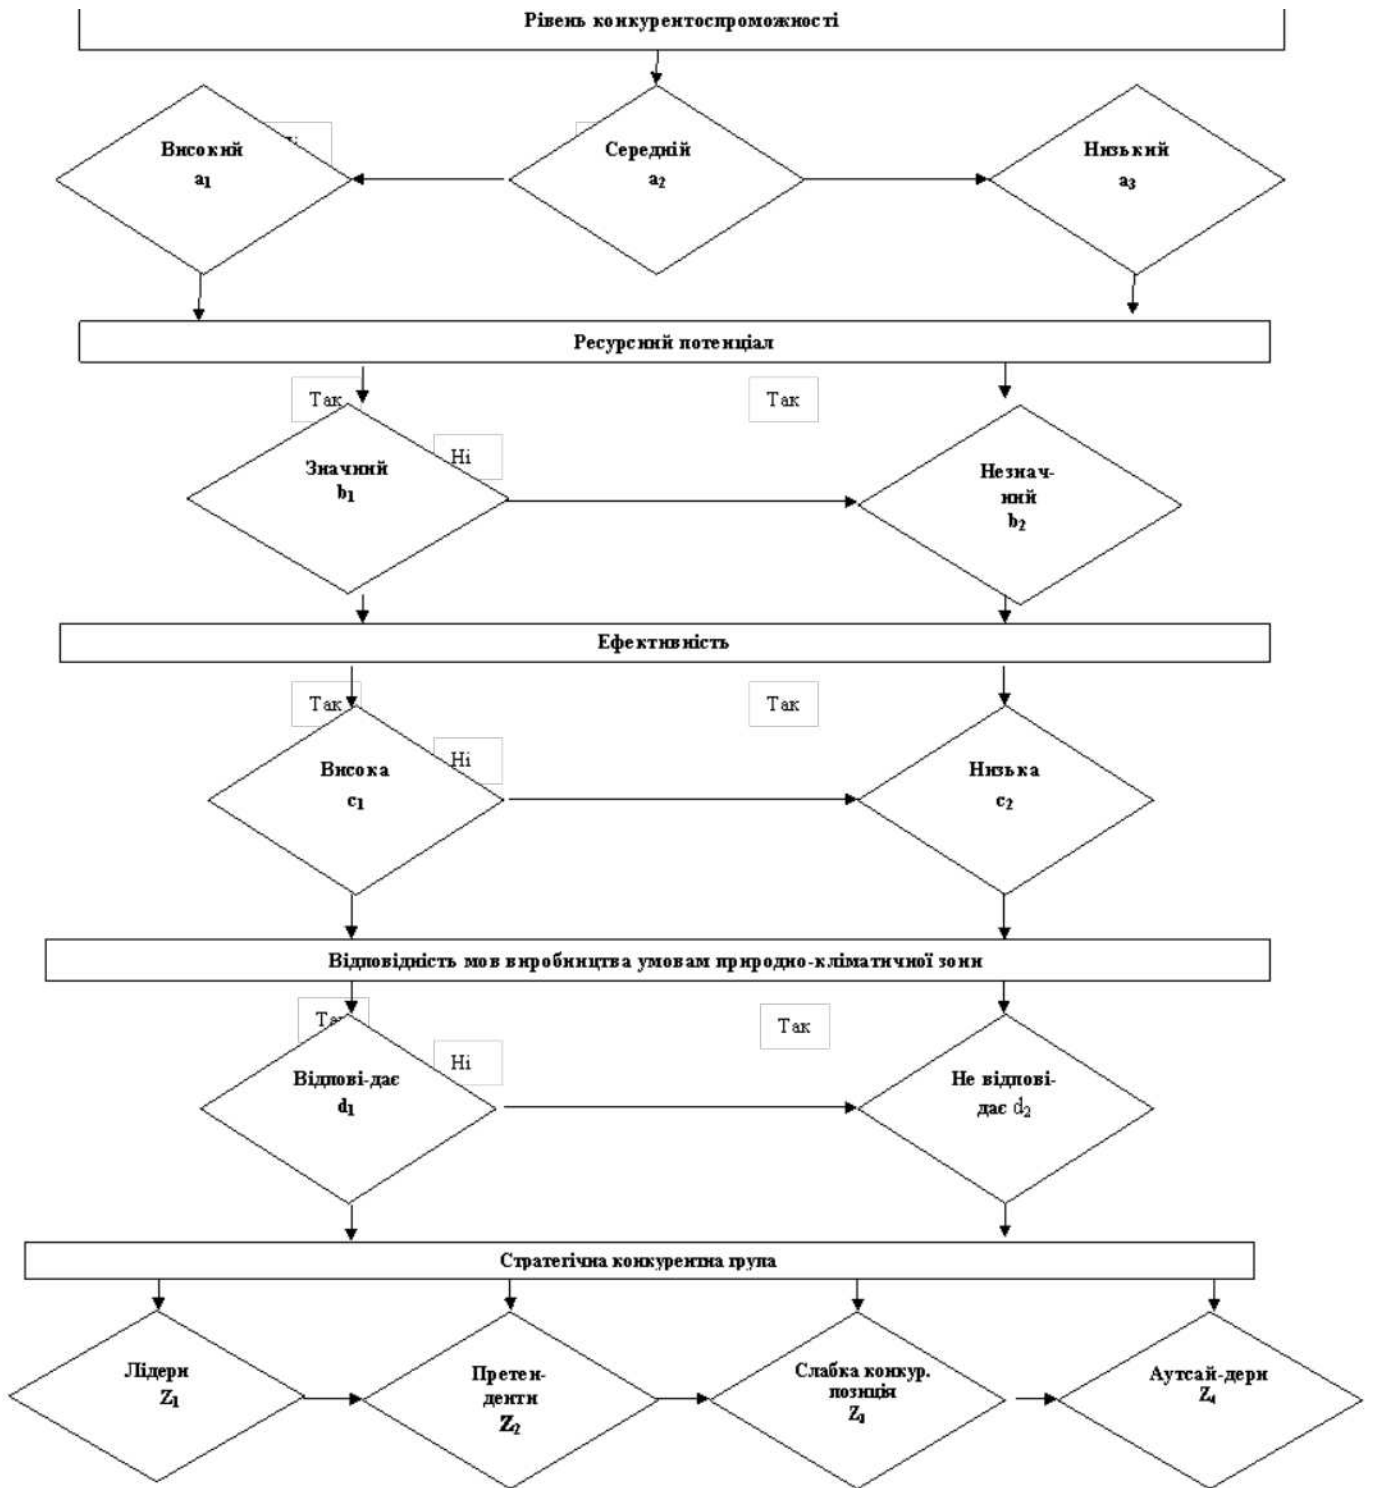 Рівень конкурентоспроможності
Високий
a1
Середній
a2
Низький
a3
Ресурсний потенціал
Так
Так
Ні
Значний
b1
Незнач-
ний
b2
Ефективність
Так
Так
Ні
Висока
c1
Низька
c2
Відповідність мов виробництва умовам природно-кліматичної зони
Так
Ні
Відпові-дає
d1
Не відпові-
дає d2
Стратегічна конкурентна група
Лідери
Z1
Претен-
денти
Z2
Слабка конкур.
позиція
Аутсай-дери
Z4